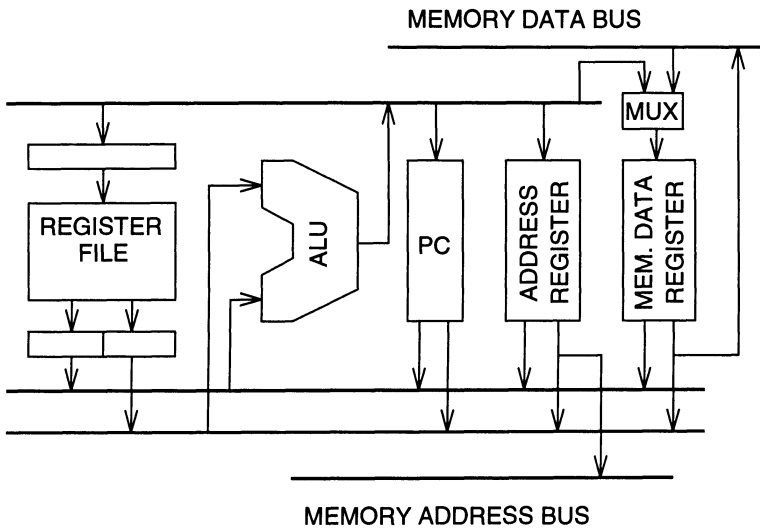 MEMORY DATA BUS
MUX
REGISTER
FILE
ALU
PC
ADDRESS
REGISTER
MEM. DATA
REGISTER
MEMORY ADDRESS BUS